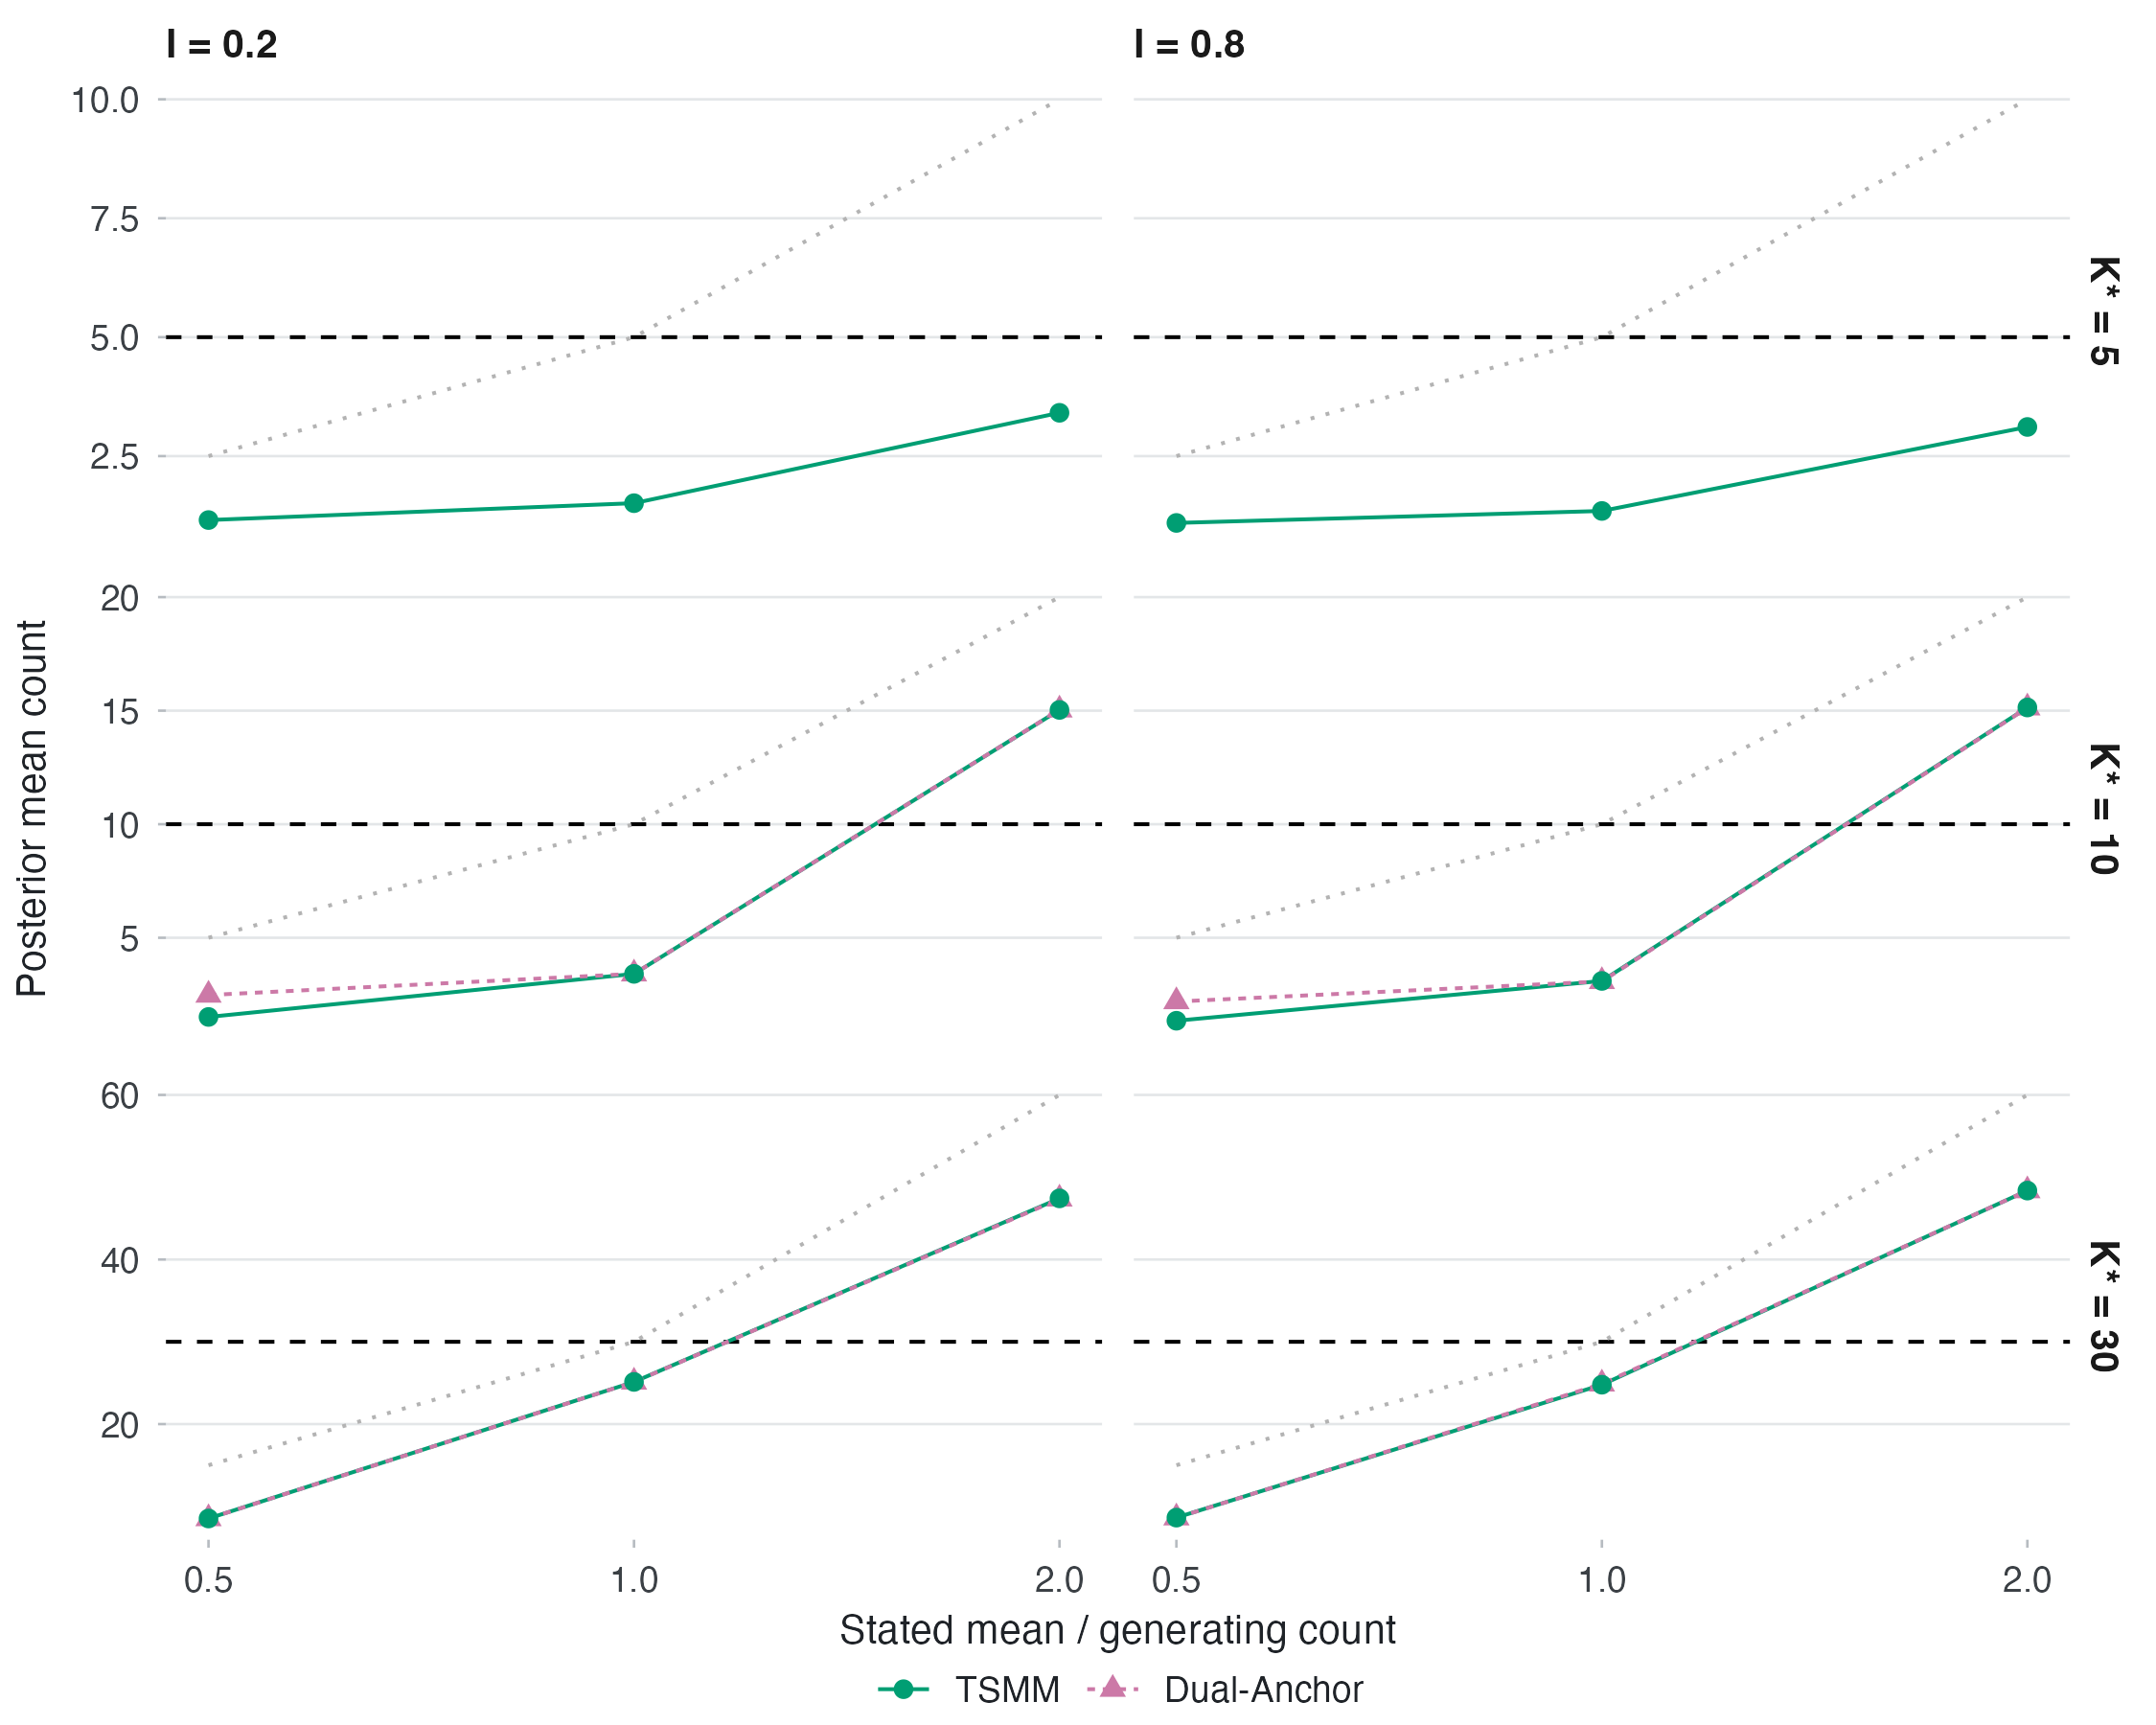 I = 0.2
I = 0.8
10.0
7.5
5.0
2.5
K* = 5
20
15
10
5
K* = 10
60
40
20
K* = 30
Posterior mean count
0.5 1.0 2.0 0.5 1.0 2.0
Stated mean / generating count
TSMM Dual-Anchor